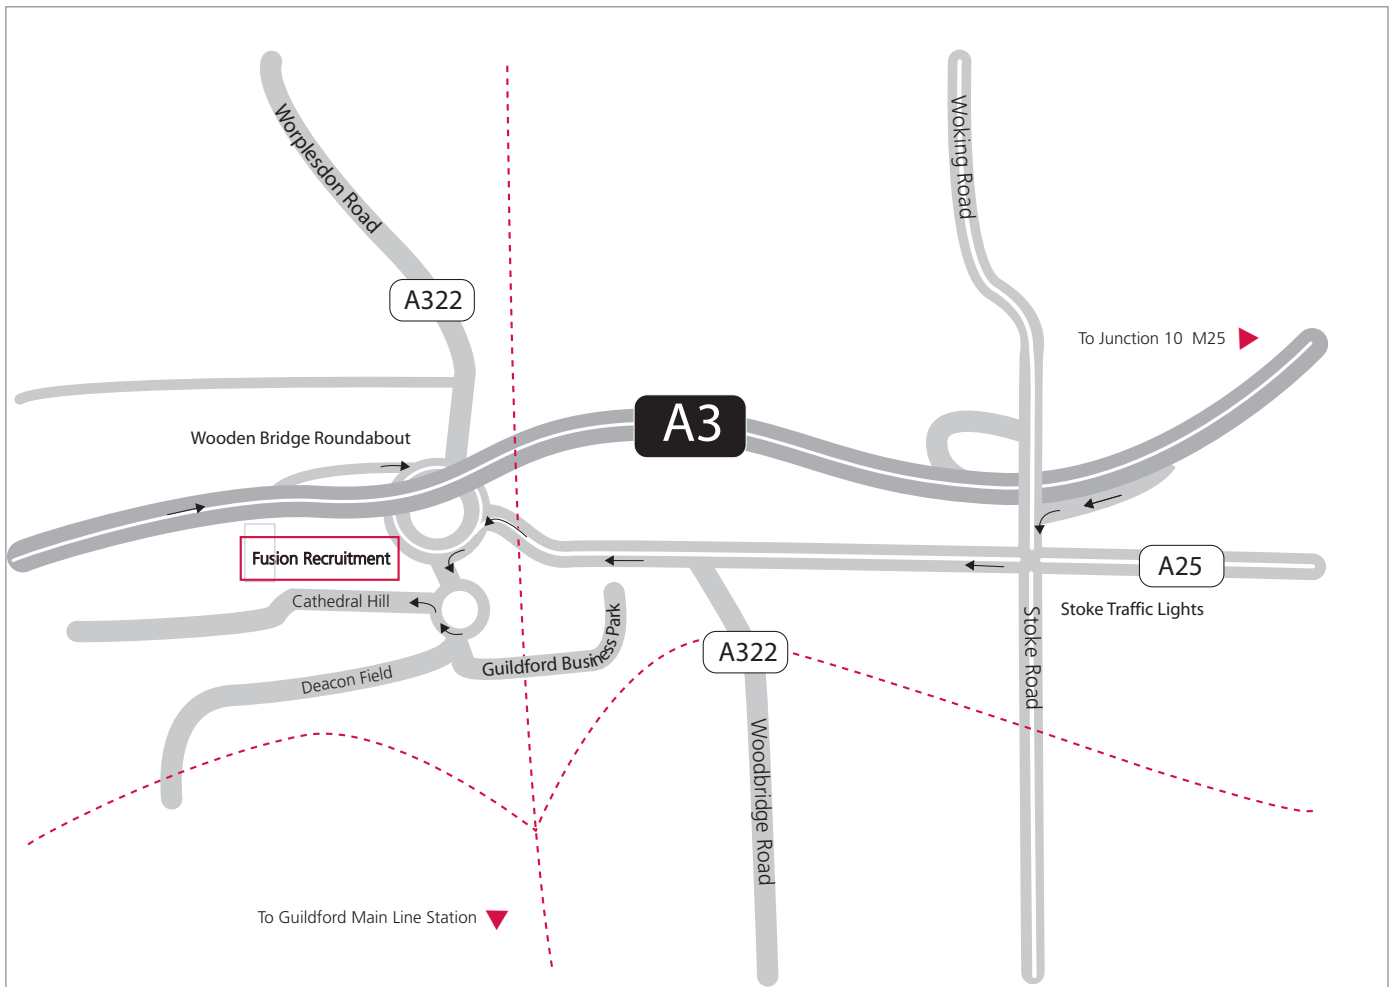 Worplesdon Road
Woking Road
A322
To Junction 10 M25
A3
Wooden Bridge Roundabout
Fusion Recruitment
A25
Cathedral Hill
Stoke Traffic Lights
Guildford Business Park
A322
Stoke Road
Deacon Field
Woodbridge Road
To Guildford Main Line Station